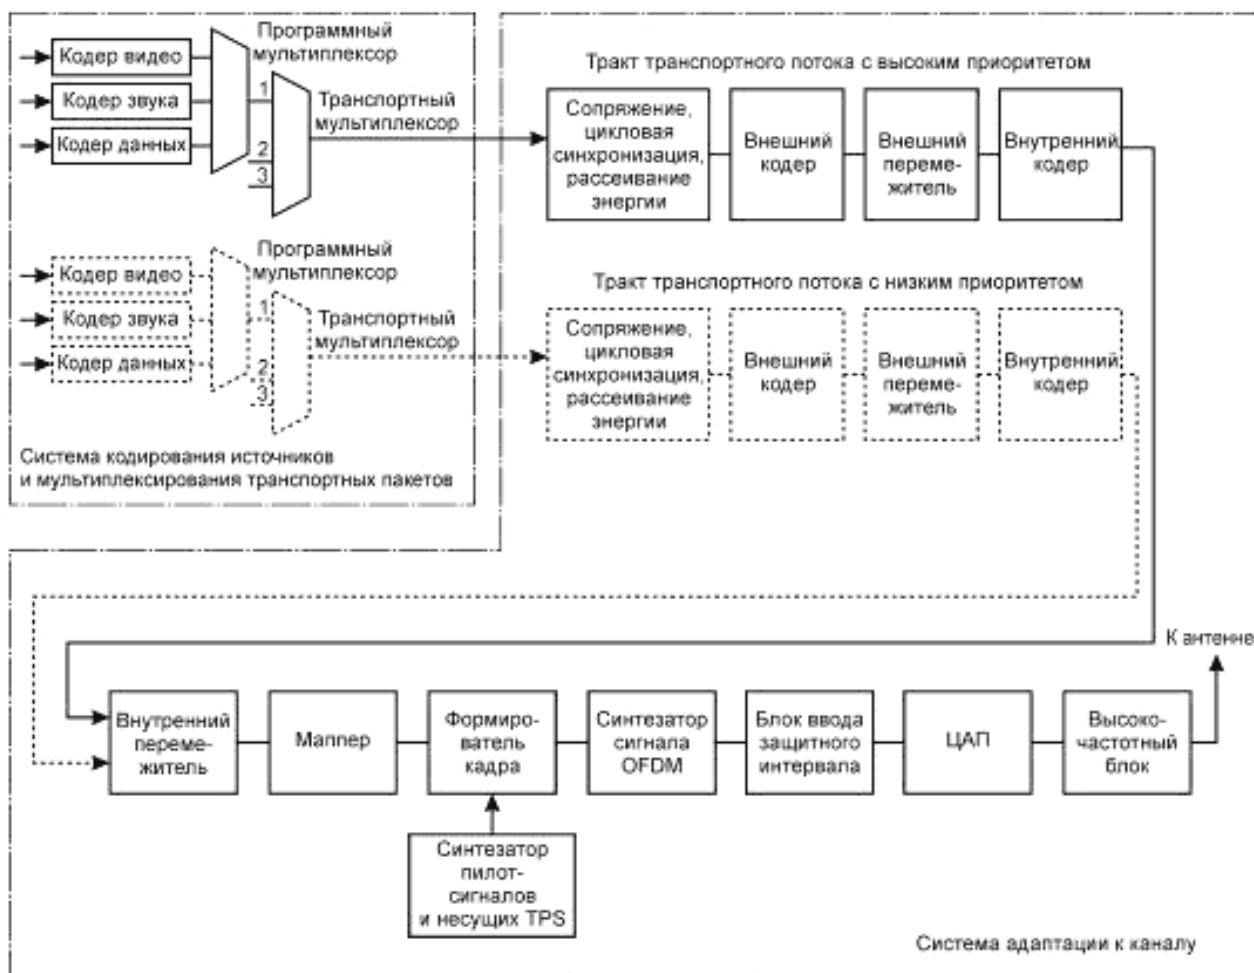 Кодер видео
Кодер звука
Кодер данных
Программный
мультиплексор
1
2
3
Транспортный
мультиплексор
Тракт транспортного потока с высоким приоритетом
Сопряжение,
цикловая
синхронизация,
рассеивание
энергии
Внешний
кодер
Внешний
переме-
житель
Внутренний
кодер
Кодер видео
Кодер звука
Кодер данных
Программный
мультиплексор
1
2
3
Транспортный
мультиплексор
Тракт транспортного потока с низким приоритетом
Сопряжение,
цикловая
синхронизация,
рассеивание
энергии
Внешний
кодер
Внешний
переме-
житель
Внутренний
кодер
Система кодирования источников
и мультиплексирования транспортных пакетов
К антенне
Внутренний
переме-
житель
Маппер
Формиро-
ватель
кадра
Синтезатор
сигнала
OFDM
Блок ввода
защитного
интервала
ЦАП
Высоко-
частотный
блок
Синтезатор
пилот-
сигналов
и несущих TPS
Система адаптации к каналу